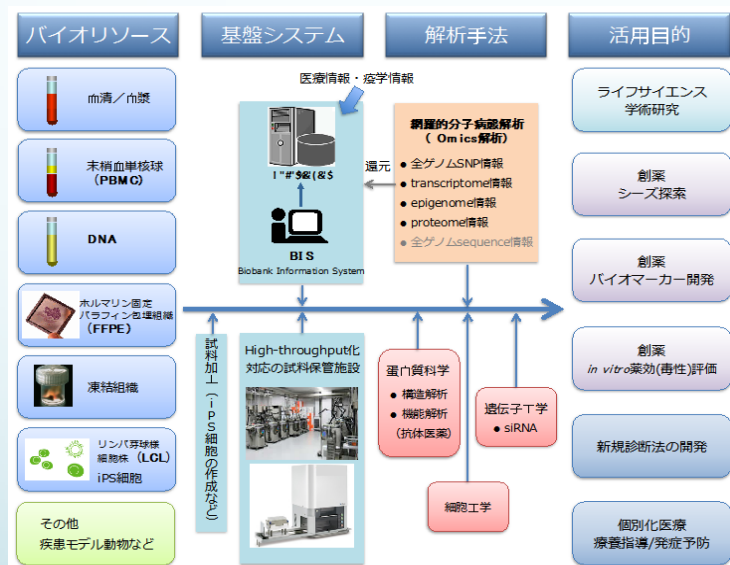 バイオリソース
基盤システム
解析手法
活用目的
血清／血漿
末梢血単核球
（PBMC）
DNA
ホルマリン固定
パラフィン包埋組織
（FFPE）
凍結組織
リンパ芽球様
細胞株（LCL）
iPS細胞
その他
疾患モデル動物など
医療情報・疫学情報
BIS
Biobank Information System
試料加工（iPS細胞の作成など）
High-throughput化
対応の試料保管施設
網羅的分子病態解析
（ Omics解析）
● 全ゲノムSNP情報
● transcriptome情報
● epigenome情報
● proteome情報
● 全ゲノムsequence情報
還元
蛋白質科学
● 構造解析
● 機能解析
（抗体医薬）
遺伝子工学
● siRNA
細胞工学
ライフサイエンス
学術研究
創薬
シーズ探索
創薬
バイオマーカー開発
創薬
in vitro薬効(毒性)評価
新規診断法の開発
個別化医療
療養指導/発症予防